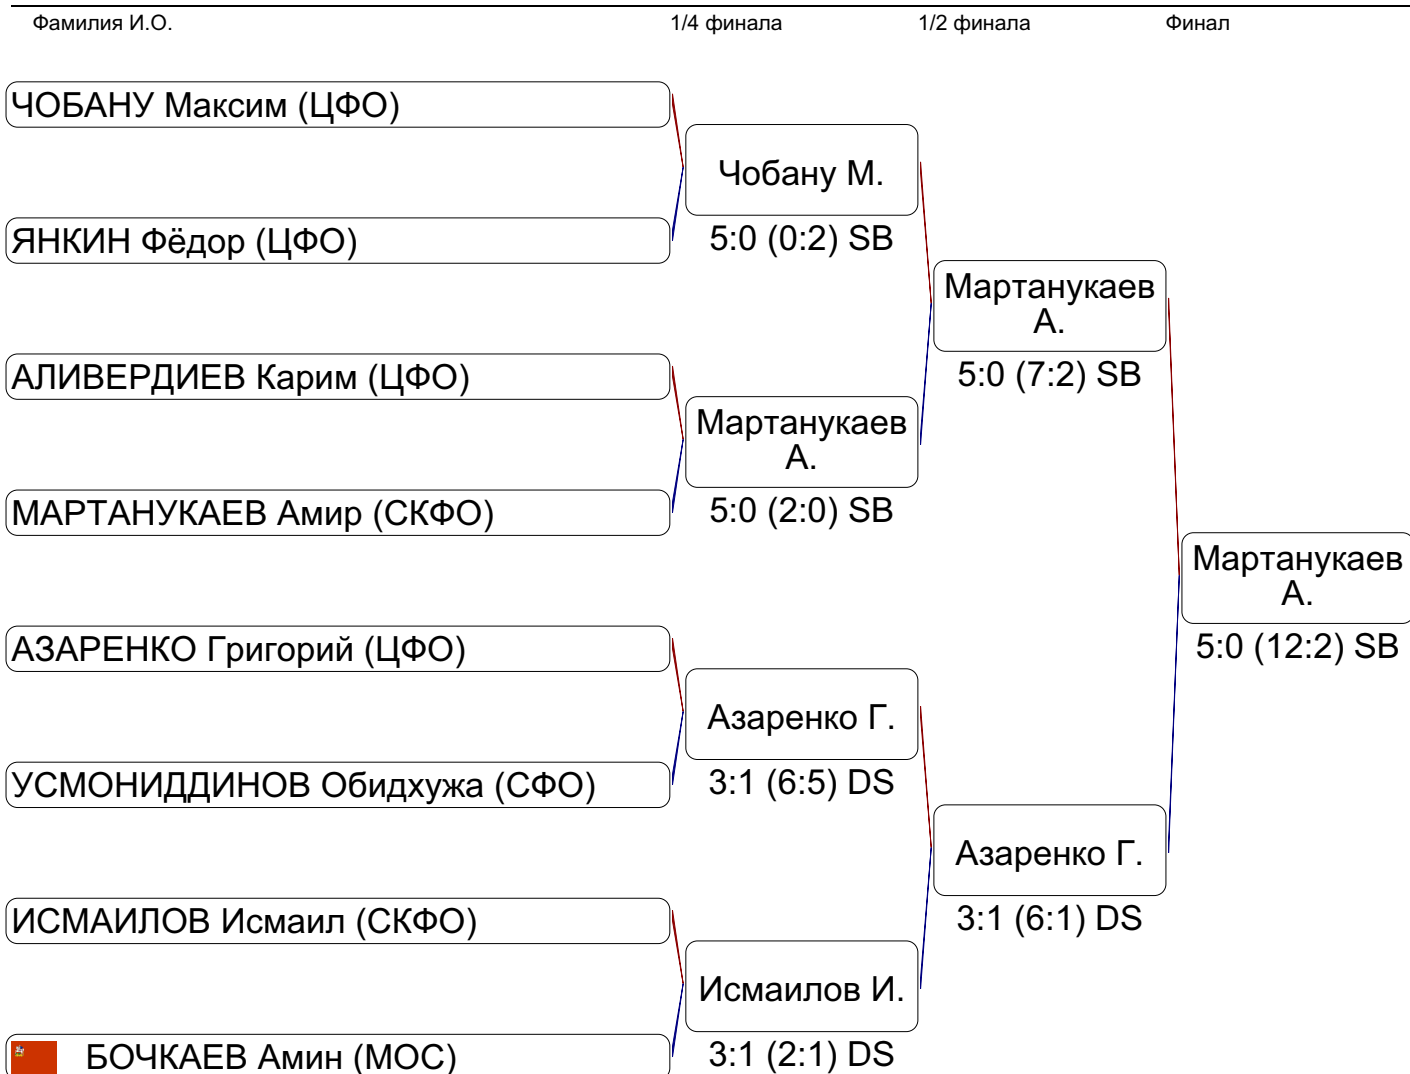 Фамилия И.О. 1/4 финала 1/2 финала Финал
ЧОБАНУ Максим (ЦФО)
Чобану М.
ЯНКИН Фёдор (ЦФО)
5:0 (0:2) SB
Мартанукаев
А.
АЛИВЕРДИЕВ Карим (ЦФО)
5:0 (7:2) SB
Мартанукаев
А.
МАРТАНУКАЕВ Амир (СКФО)
5:0 (2:0) SB
Мартанукаев
А.
АЗАРЕНКО Григорий (ЦФО)
5:0 (12:2) SB
Азаренко Г.
УСМОНИДДИНОВ Обидхужа (СФО)
3:1 (6:5) DS
Азаренко Г.
ИСМАИЛОВ Исмаил (СКФО)
3:1 (6:1) DS
Исмаилов И.
БОЧКАЕВ Амин (МОС)
3:1 (2:1) DS